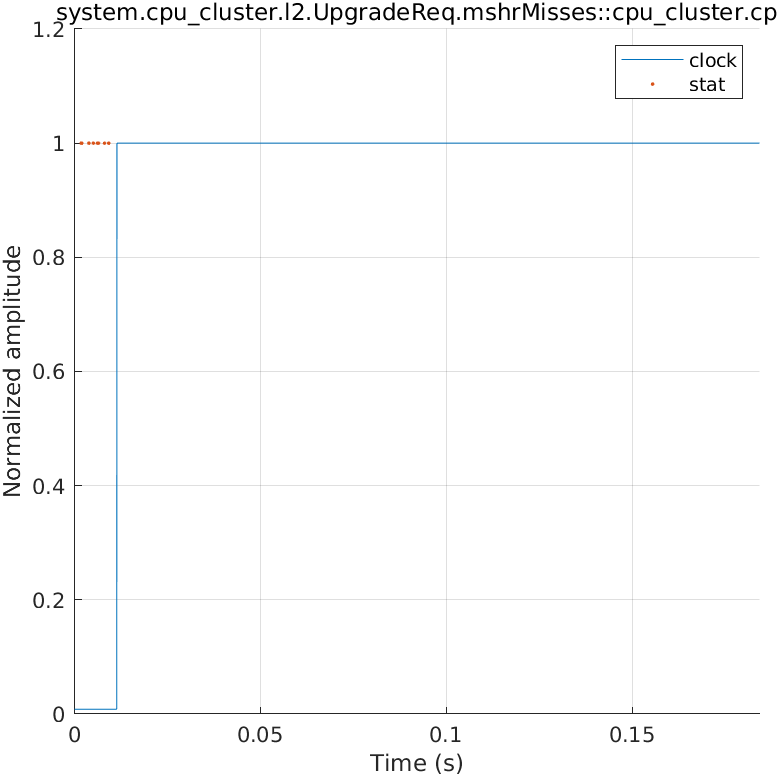 system.cpu_cluster.l2.UpgradeReq.mshrMisses::cpu_cluster.cp
1.2
clock
stat
1
0.8
0.6
0.4
0.2
0
Normalized amplitude
0
0.05
0.1
0.15
Time (s)